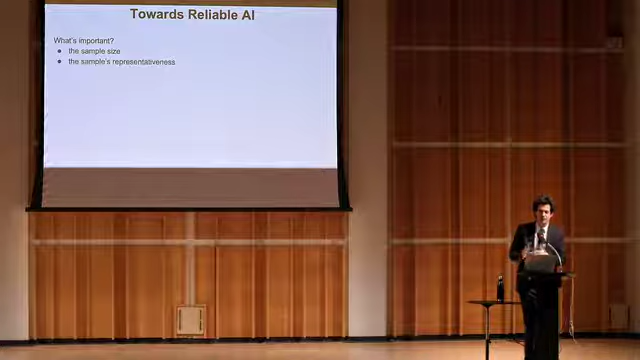 Towards Reliable AI
What's important?
● the sample size
● the sample's representativeness